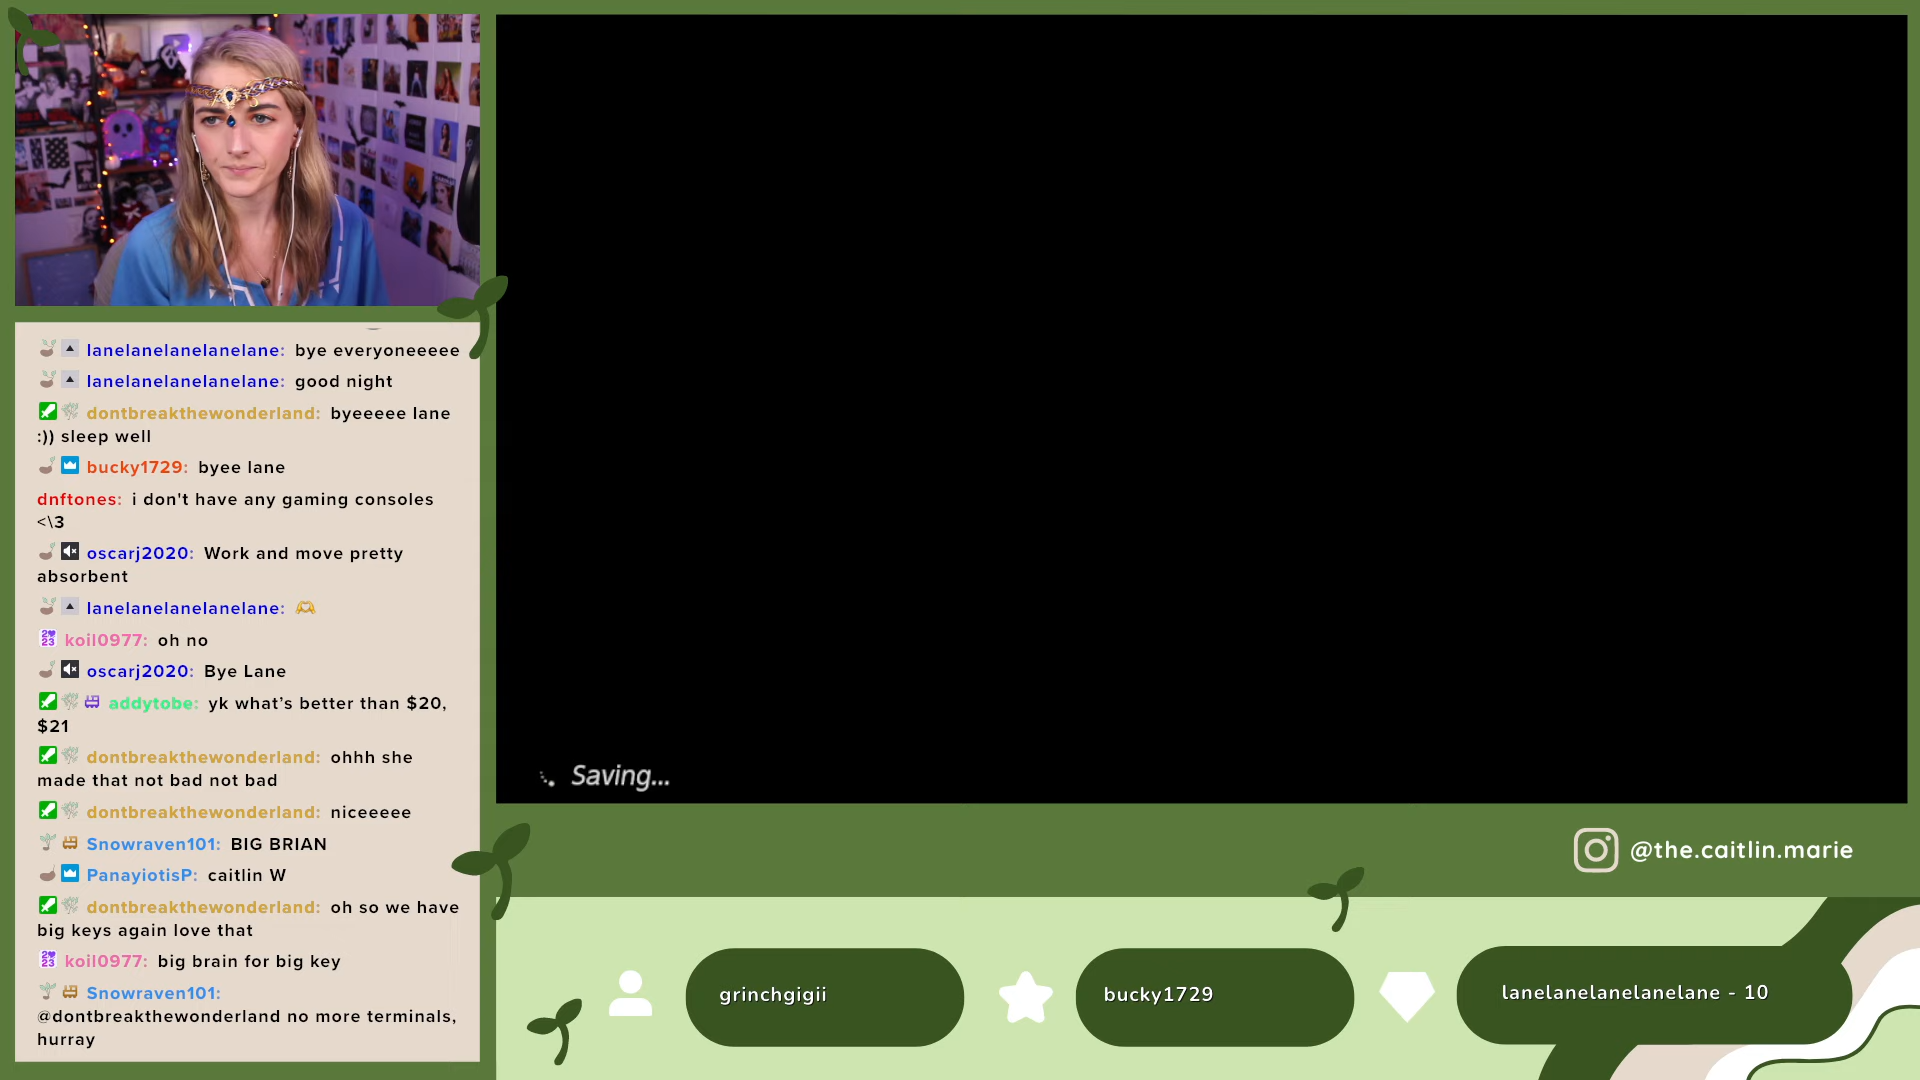 lanelanelanelanelane: bye everyoneeeee
lanelanelanelanelane: good night
dontbreakthewonderland: byeeeee lane
:)) sleep well
bucky1729: byee lane
dnftones: i don't have any gaming consoles
<\3
oscarj2020: Work and move pretty
absorbent
lanelanelanelanelane: 🫶
koil0977: oh no
oscarj2020: Bye Lane
addytobe: yk what’s better than $20,
$21
dontbreakthewonderland: ohhh she
made that not bad not bad
dontbreakthewonderland: niceeeee
Snowraven101: BIG BRIAN
PanayiotisP: caitlin W
dontbreakthewonderland: oh so we have
big keys again love that
koil0977: big brain for big key
Snowraven101:
@dontbreakthewonderland no more terminals,
hurray
Saving...
@the.caitlin.marie
grinchgigii
bucky1729
lanelanelanelanelane - 10